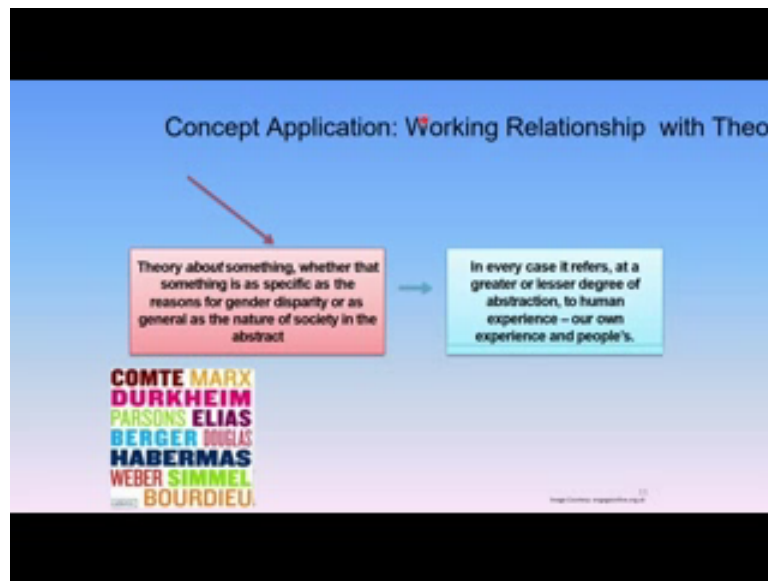 Concept Application: Working Relationship with Theo
Theory about something, whether that
something is as specific as the
reasons for gender disparity or as
general as the nature of society in the
abstract
In every case it refers, at a
greater or lesser degree of
abstraction, to human
experience – our own
experience and people's.
COMTE MARX
DURKHEIM
PARSONS ELIAS
BERGER DOUGLAS
HABERMAS
WEBER SIMMEL
BOURDIEU